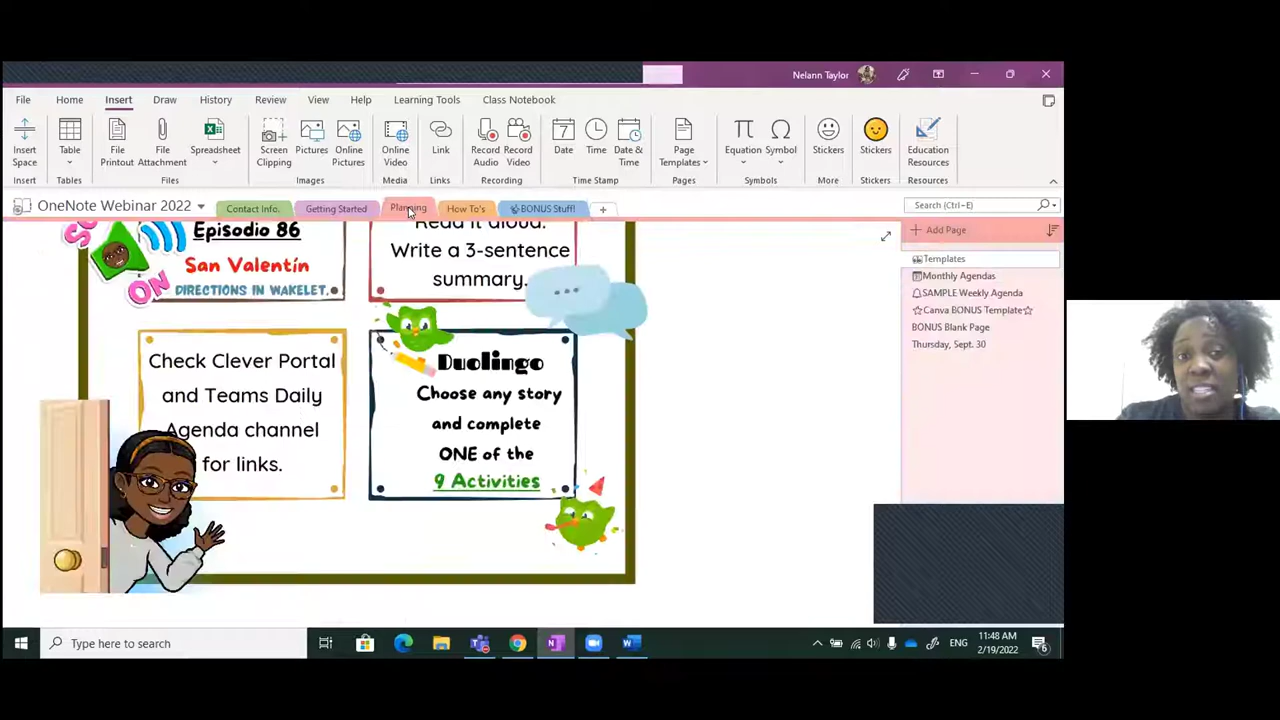 Nelann Taylor
File Home Insert Draw History Review View Help Learning Tools Class Notebook
Insert Space
Table
File Printout
File Attachment
Spreadsheet
Screen Clipping
Pictures
Online Pictures
Online Video
Link
Record Audio
Record Video
Date
Time
Date & Time
Page Templates
Equation
Symbol
Stickers
Stickers
Education Resources
Insert Tables Files Images Media Links Recording Time Stamp Pages Symbols Stickers Resources
OneNote Webinar 2022
Contact Info. Getting Started Planning How To's BONUS Stuff!
Search (Ctrl+E)
Add Page
Templates
Monthly Agendas
SAMPLE Weekly Agenda
☆Canva BONUS Template☆
BONUS Blank Page
Thursday, Sept. 30
ON
Episodio 86
San Valentín
DIRECTIONS IN WAKELET.
Read it aloud.
Write a 3-sentence
summary.
Check Clever Portal
and Teams Daily
Agenda channel
for links.
Duolingo
Choose any story
and complete
ONE of the
9 Activities
Type here to search
ENG
11:48 AM
2/19/2022